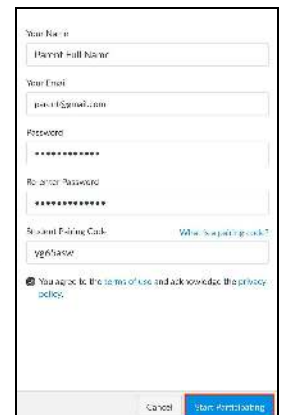 Your Name
Parent Full Name
Your Email
parent@gmail.com
Password
Re-enter Password
Student Pairing Code
What is a pairing code?
You agree to the terms of use and acknowledge the privacy
policy.
Cancel
Start Participating